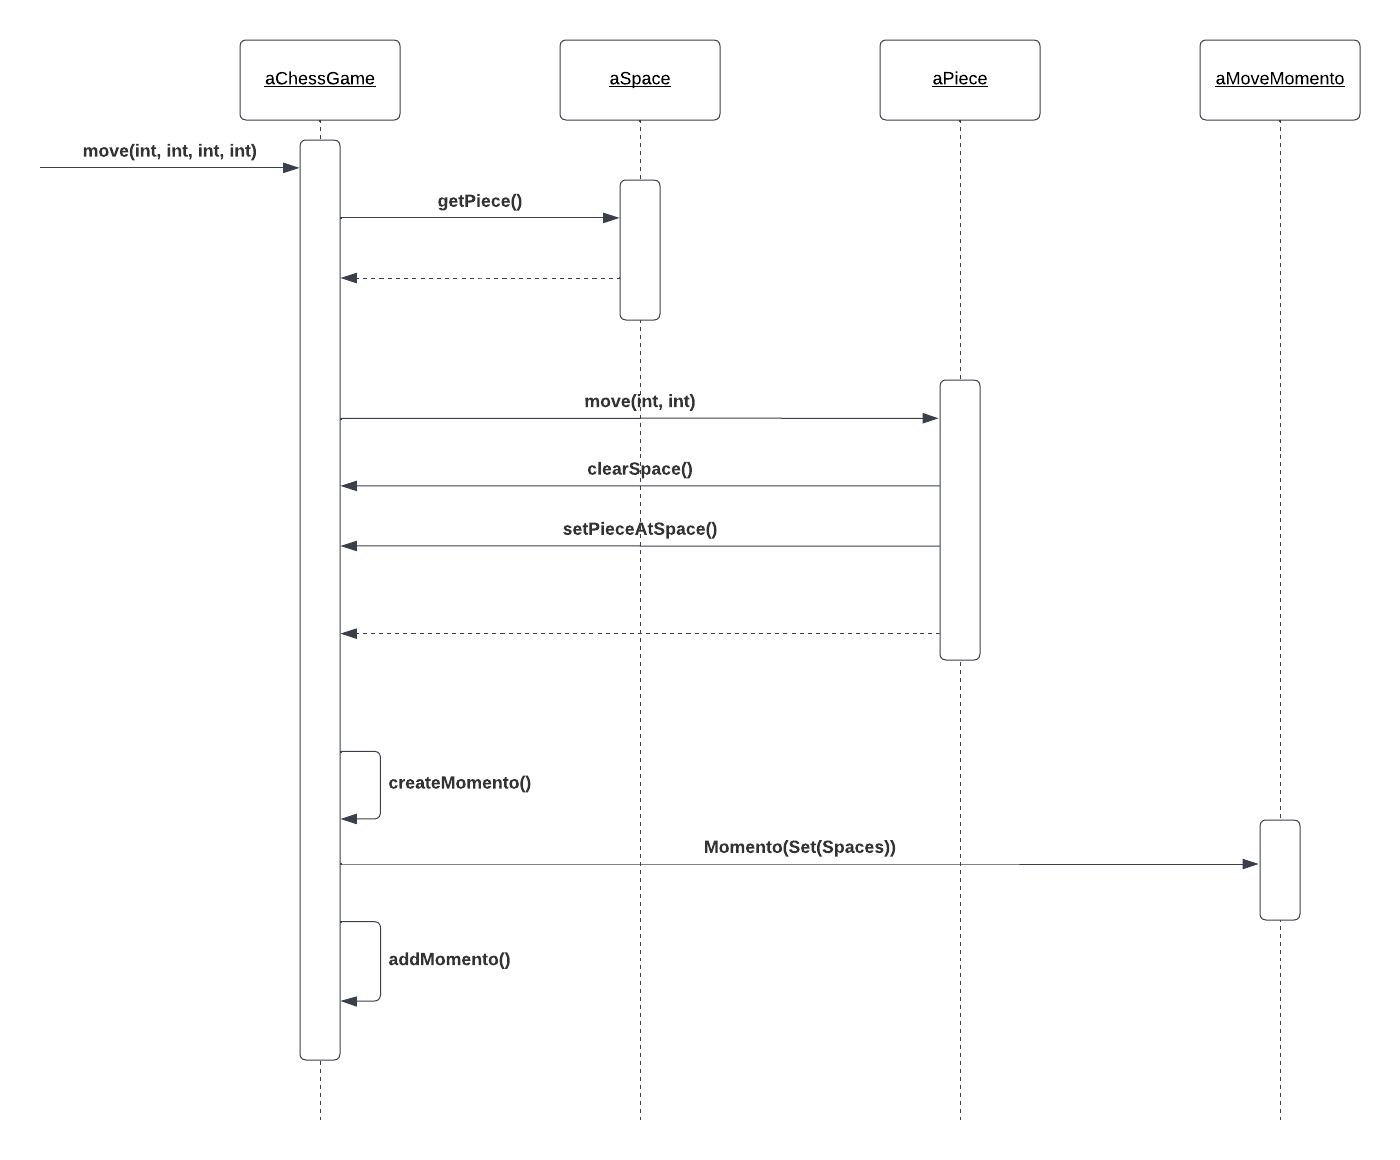 aChessGame
aSpace
aPiece
aMoveMomento
move(int, int, int, int)
getPiece()
move(int, int)
clearSpace()
setPieceAtSpace()
createMomento()
Momento(Set(Spaces))
addMomento()